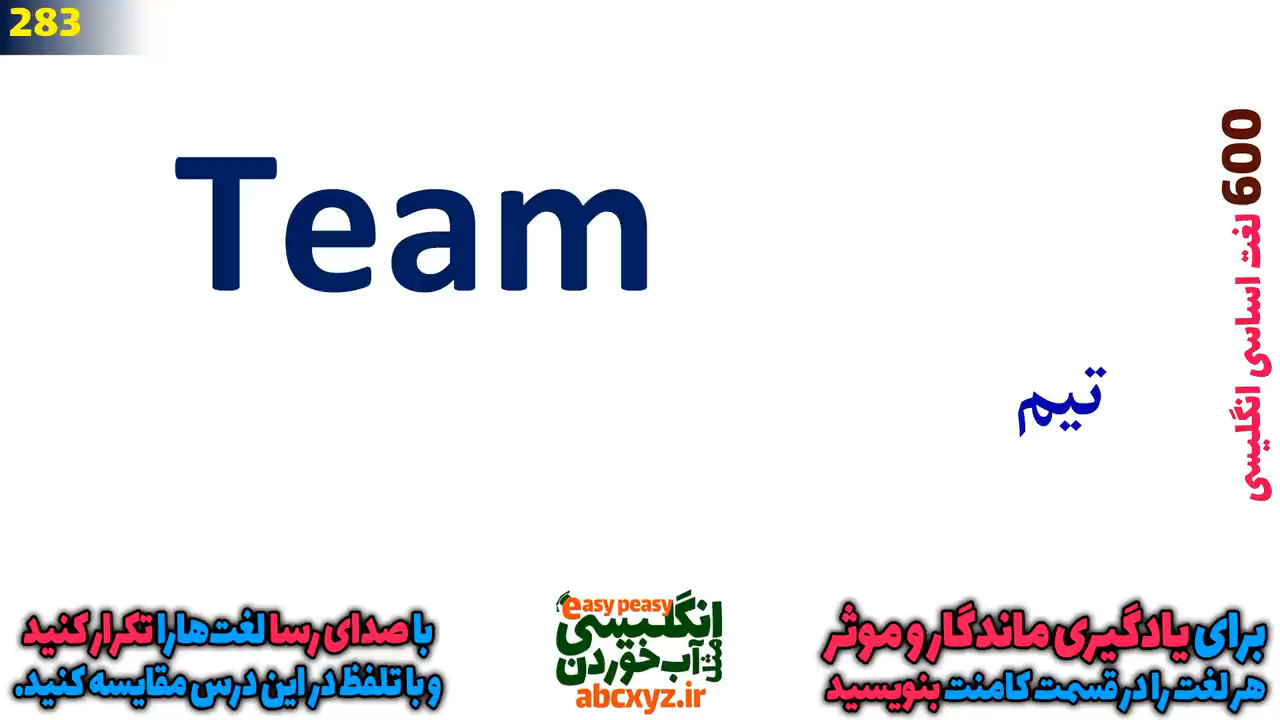 283
Team
تیم
600 لغت اساسی انگلیسی
برای یادگیری ماندگار و موثر
هر لغت را در قسمت کامنت بنویسید
easy peasy
انگلیسی
مثل آب خوردن
abcxyz.ir
با صدای رسا لغت‌ها را تکرار کنید
و با تلفظ در این درس مقایسه کنید.